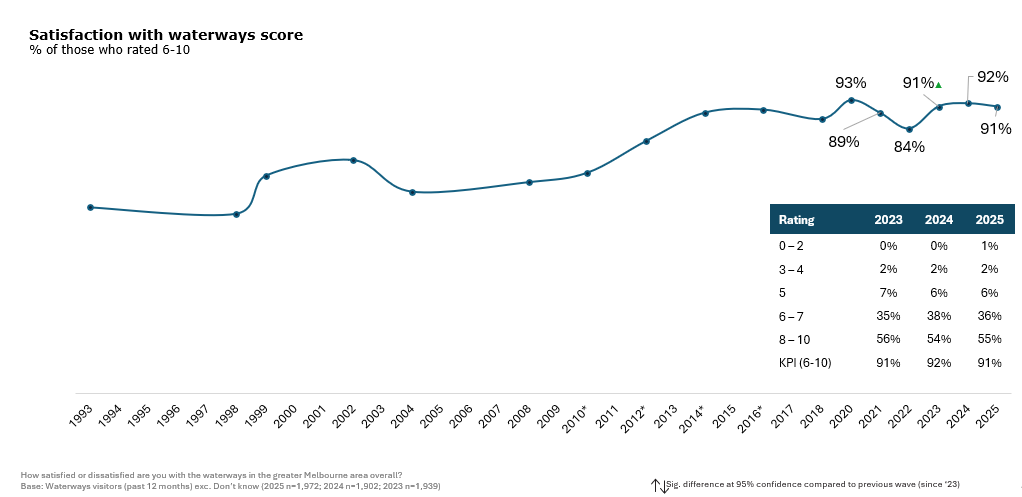 Satisfaction with waterways score
% of those who rated 6-10
93%
91%▲
92%
89%
84%
91%
Rating 2023 2024 2025
0 – 2 0% 0% 1%
3 – 4 2% 2% 2%
5 7% 6% 6%
6 – 7 35% 38% 36%
8 – 10 56% 54% 55%
KPI (6-10) 91% 92% 91%
1993 1994 1995 1996 1997 1998 1999 2000 2001 2002 2003 2004 2005 2006 2007 2008 2009 2010* 2011 2012* 2013 2014* 2015 2016* 2017 2018 2020 2021 2022 2023 2024 2025
How satisfied or dissatisfied are you with the waterways in the greater Melbourne area overall?
Base: Waterways visitors (past 12 months) exc. Don't know (2025 n=1,972; 2024 n=1,902; 2023 n=1,939)
↑↓Sig. difference at 95% confidence compared to previous wave (since '23)